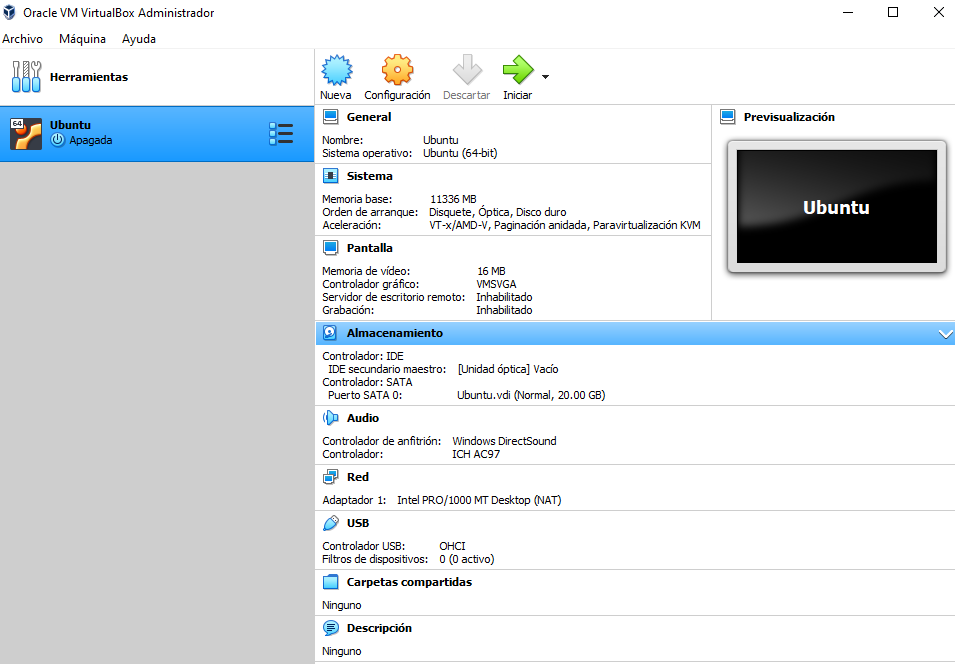 Oracle VM VirtualBox Administrador
Archivo Máquina Ayuda
Herramientas
Nueva Configuración Descartar Iniciar
64
Ubuntu
Apagada
General
Nombre: Ubuntu
Sistema operativo: Ubuntu (64-bit)
Previsualización
Ubuntu
Sistema
Memoria base: 11336 MB
Orden de arranque: Disquete, Óptica, Disco duro
Aceleración: VT-x/AMD-V, Paginación anidada, Paravirtualización KVM
Pantalla
Memoria de vídeo: 16 MB
Controlador gráfico: VMSVGA
Servidor de escritorio remoto: Inhabilitado
Grabación: Inhabilitado
Almacenamiento
Controlador: IDE
IDE secundario maestro: [Unidad óptica] Vacío
Controlador: SATA
Puerto SATA 0: Ubuntu.vdi (Normal, 20.00 GB)
Audio
Controlador de anfitrión: Windows DirectSound
Controlador: ICH AC97
Red
Adaptador 1: Intel PRO/1000 MT Desktop (NAT)
USB
Controlador USB: OHCI
Filtros de dispositivos: 0 (0 activo)
Carpetas compartidas
Ninguno
Descripción
Ninguno